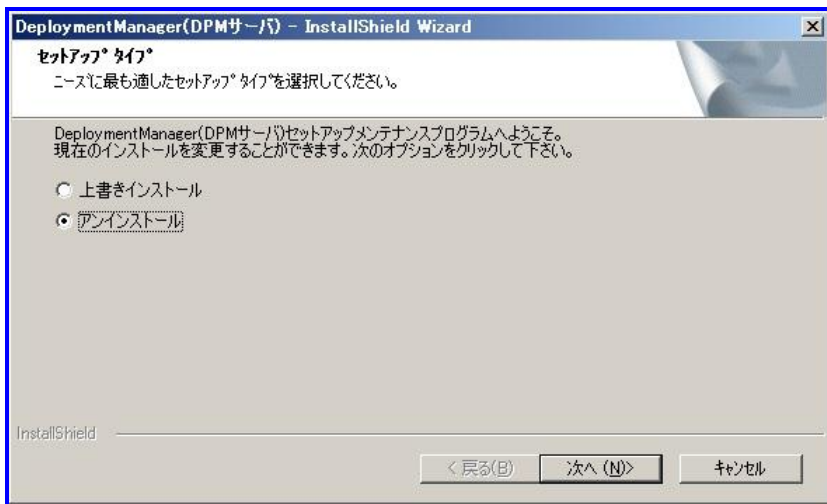 DeploymentManager(DPMサーバ) - InstallShield Wizard
セットアップ タイプ
ニーズに最も適したセットアップ タイプを選択してください。
DeploymentManager(DPMサーバ)セットアップメンテナンスプログラムへようこそ。
現在のインストールを変更することができます。次のオプションをクリックして下さい。
上書きインストール
アンインストール
InstallShield
< 戻る(B)
次へ (N)>
キャンセル